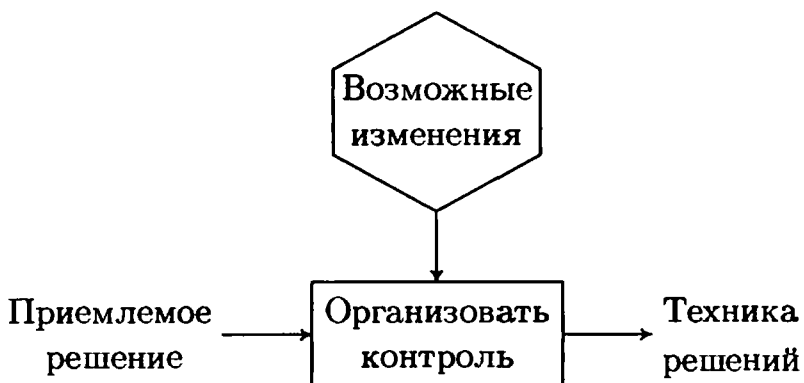 Возможные
изменения
Приемлемое
решение
Организовать
контроль
Техника
решений